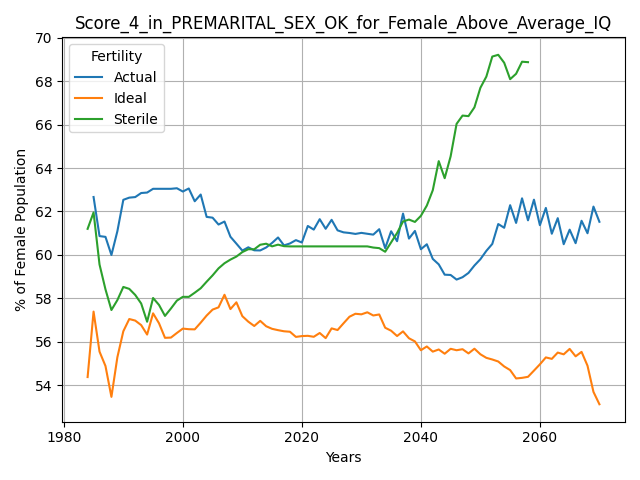 Score_4_in_PREMARITAL_SEX_OK_for_Female_Above_Average_IQ
Fertility
Actual
Ideal
Sterile
% of Female Population
70
68
66
64
62
60
58
56
54
1980
2000
2020
2040
2060
Years